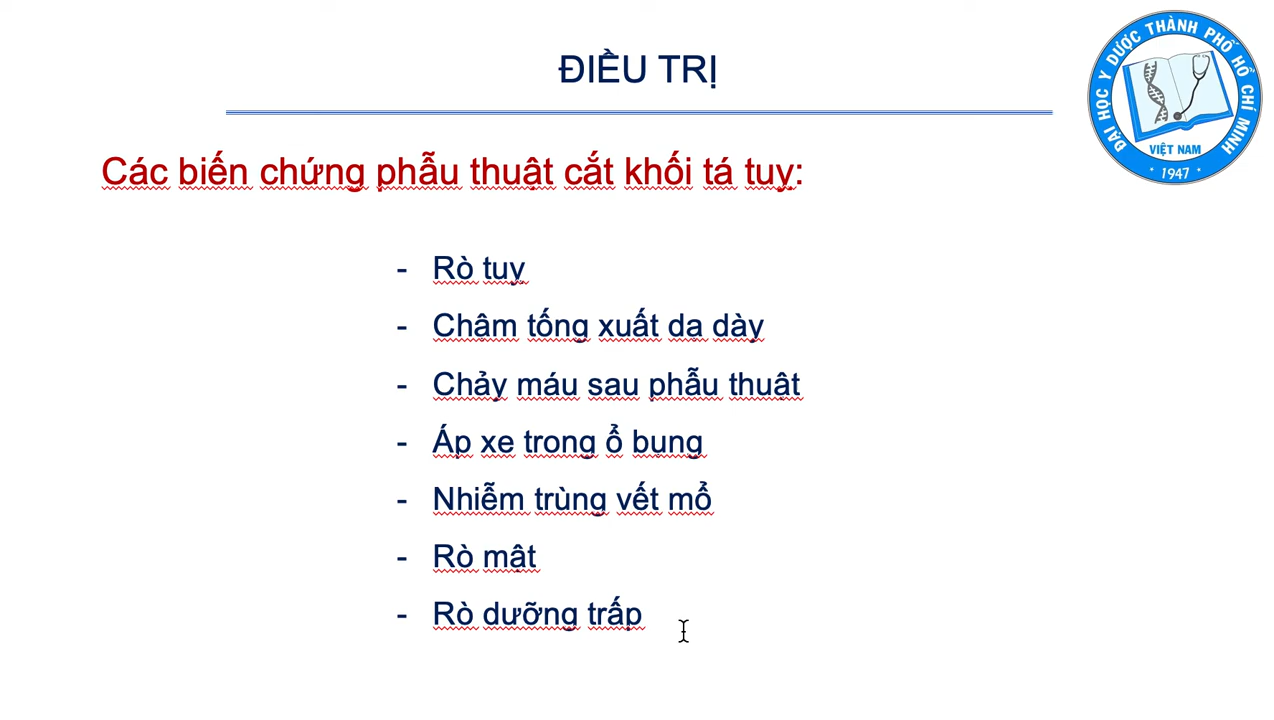 ĐIỀU TRỊ
ĐẠI HỌC Y DƯỢC THÀNH PHỐ HỒ CHÍ MINH
VIỆT NAM
1947
Các biến chứng phẫu thuật cắt khối tá tuỵ:
- Rò tuỵ
- Chậm tống xuất dạ dày
- Chảy máu sau phẫu thuật
- Áp xe trong ổ bụng
- Nhiễm trùng vết mổ
- Rò mật
- Rò dưỡng trấp